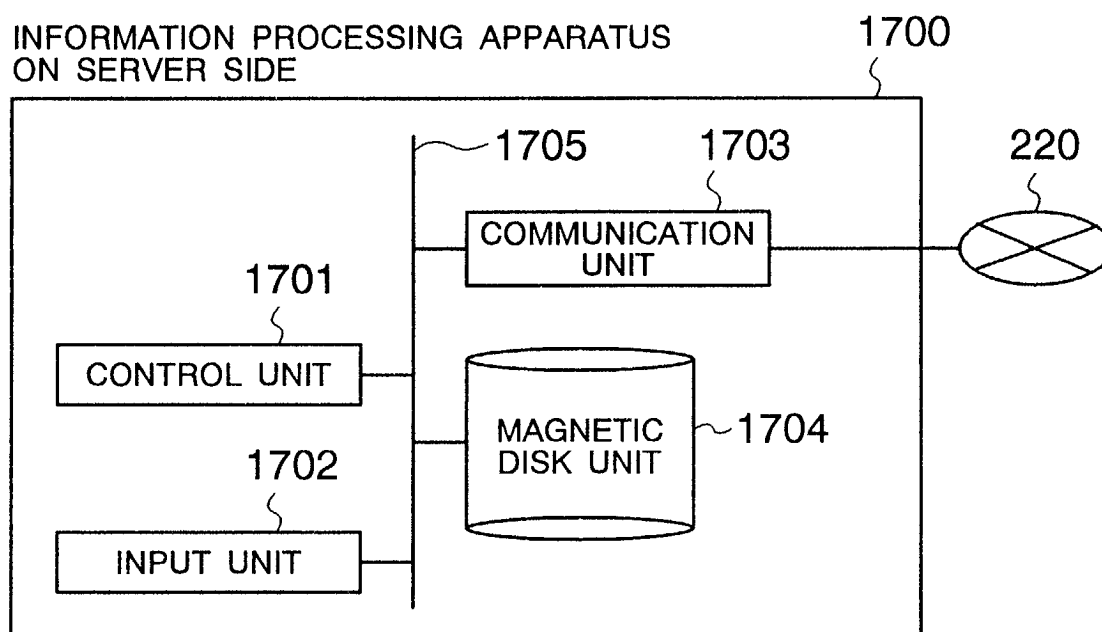 INFORMATION PROCESSING APPARATUS
ON SERVER SIDE
1700
1705
1703
220
COMMUNICATION
UNIT
1701
CONTROL UNIT
MAGNETIC
DISK UNIT
1704
1702
INPUT UNIT